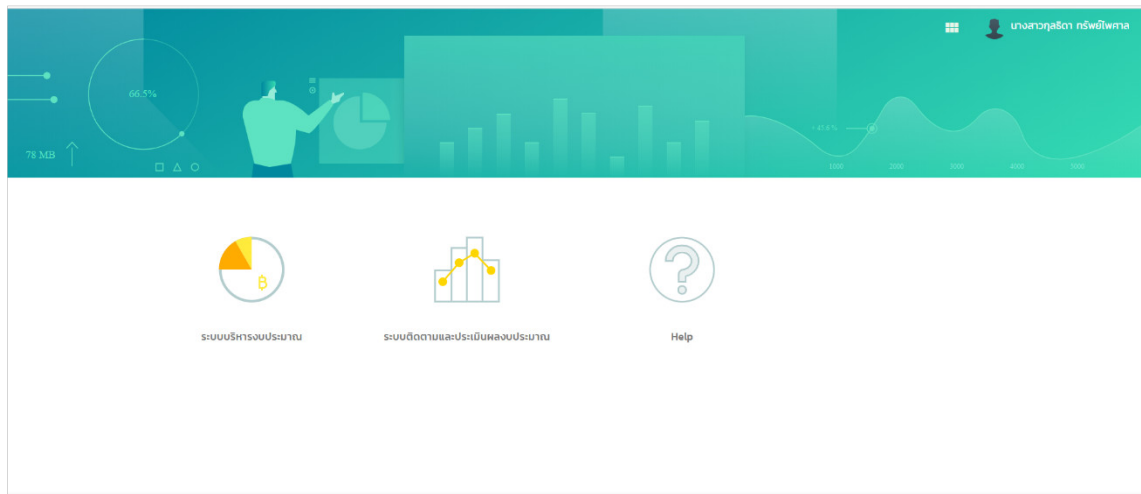 นางสาวกุลธิดา ทรัพย์ไพศาล
66.5%
+ 47.6 %
78 MB
1000 2000 3000 4000 5000
ระบบบริหารงบประมาณ ระบบติดตามและประเมินผลงบประมาณ Help